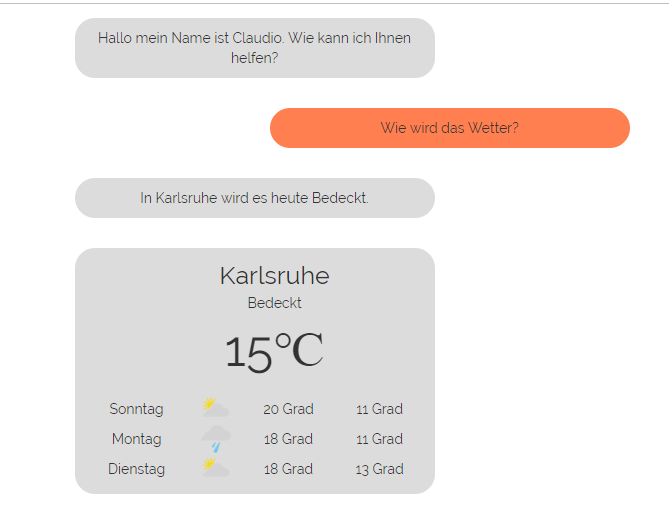 Hallo mein Name ist Claudio. Wie kann ich Ihnen
helfen?
Wie wird das Wetter?
In Karlsruhe wird es heute Bedeckt.
Karlsruhe
Bedeckt
15°C
Sonntag 20 Grad 11 Grad
Montag 18 Grad 11 Grad
Dienstag 18 Grad 13 Grad